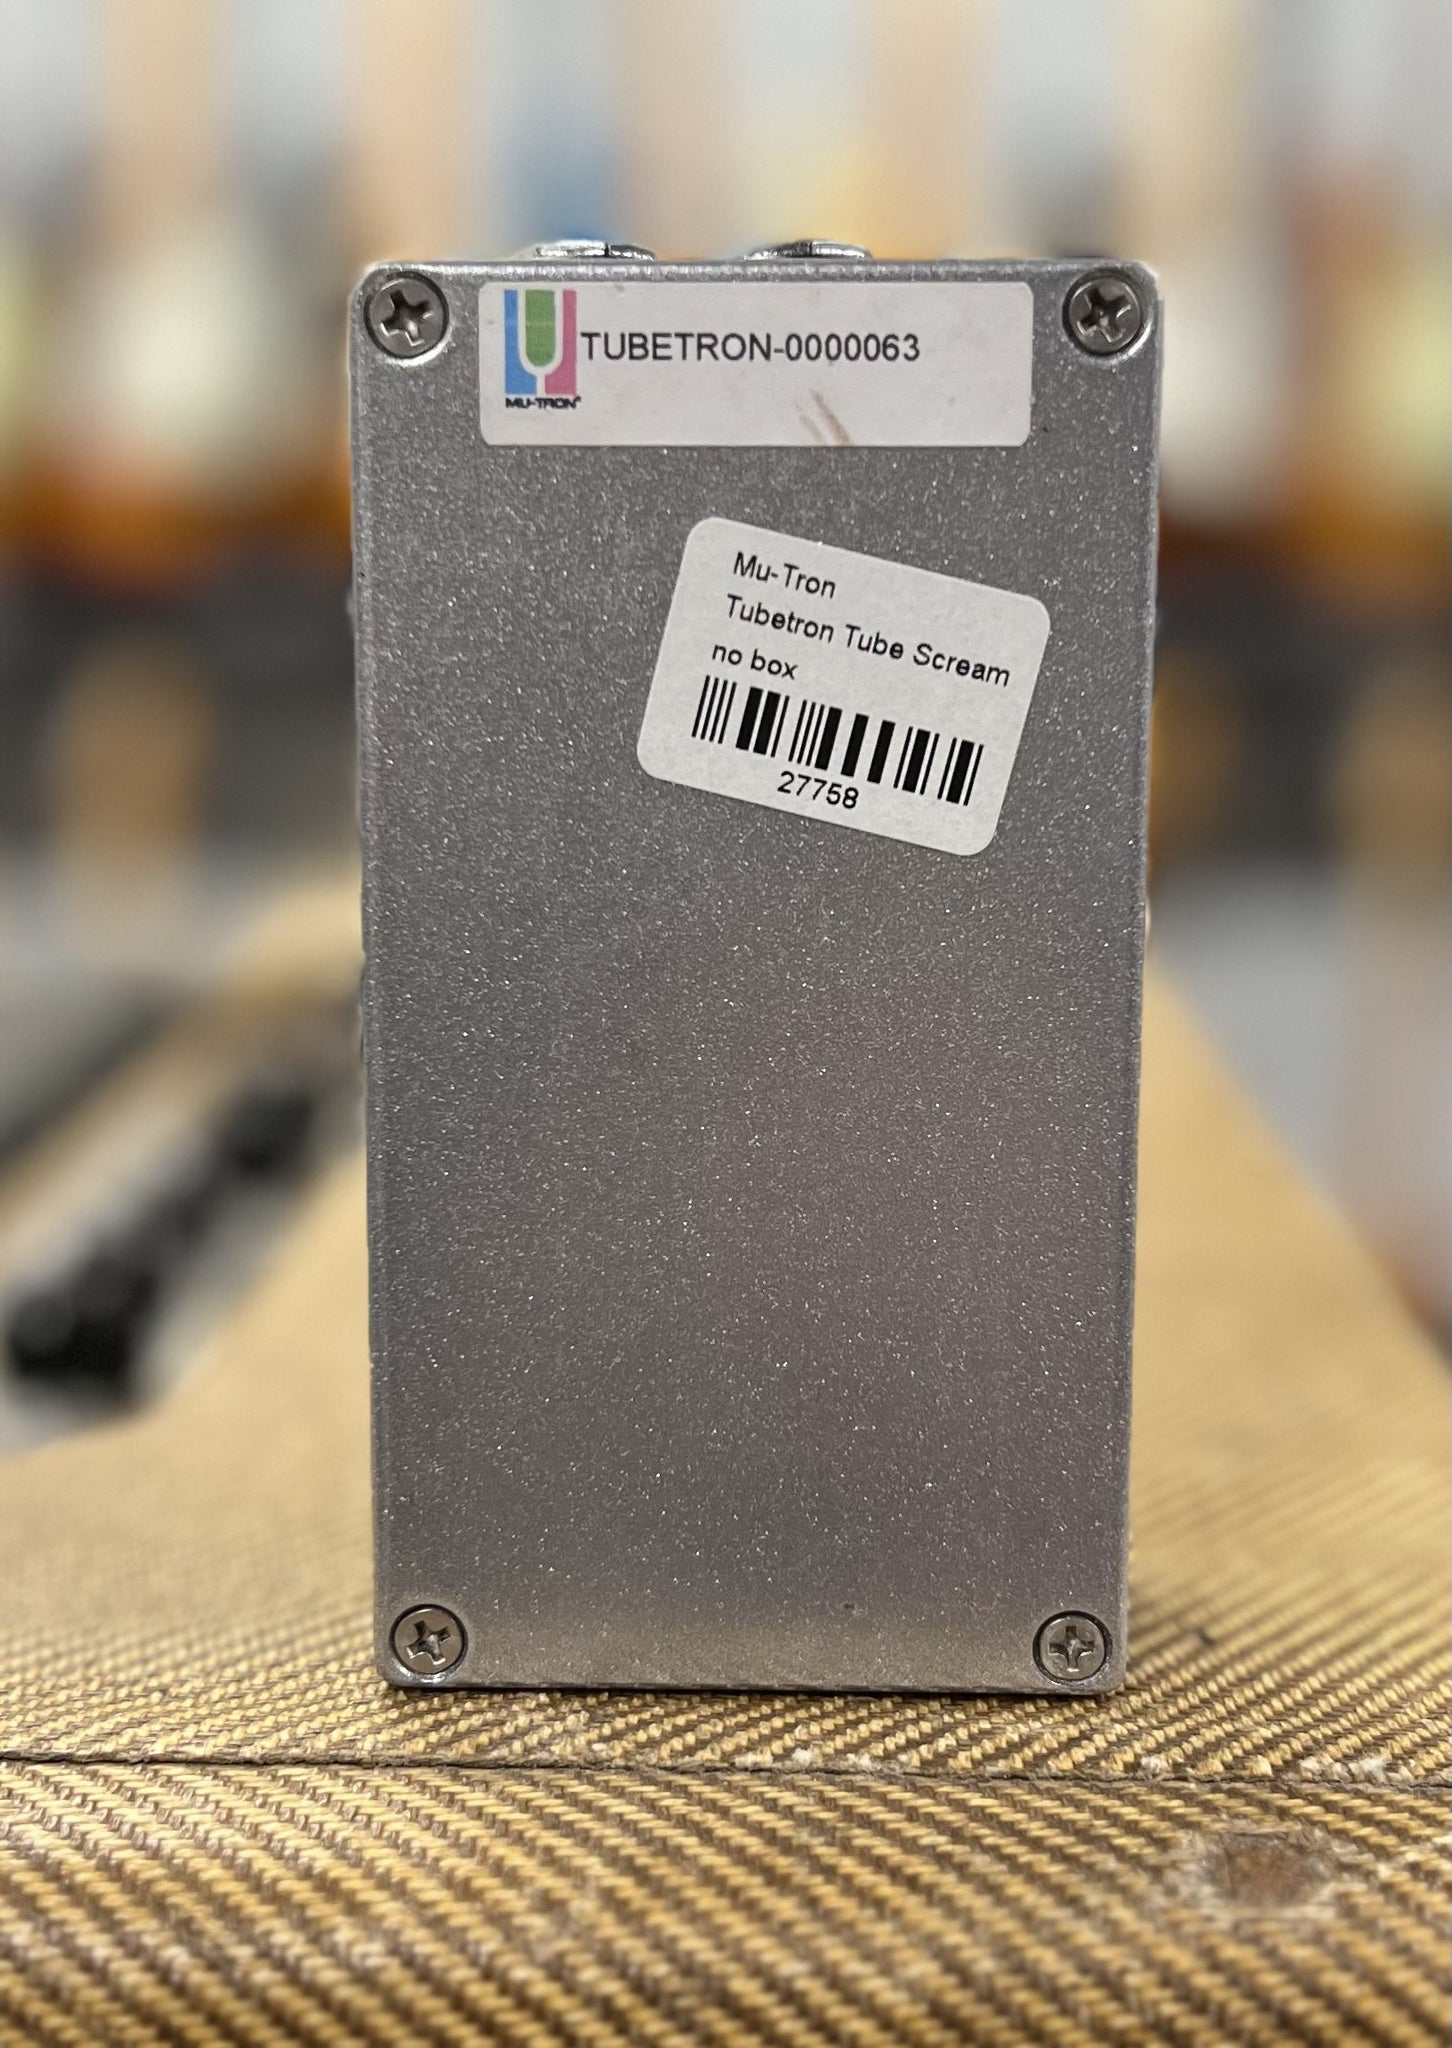 TUBETRON-0000063
MU-TRON®
Mu-Tron
Tubetron Tube Scream
no box
27758